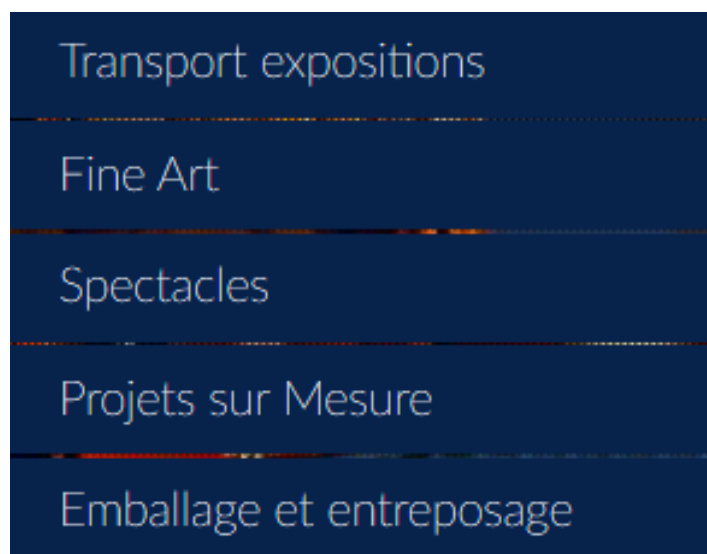 Transport expositions
Fine Art
Spectacles
Projets sur Mesure
Emballage et entreposage